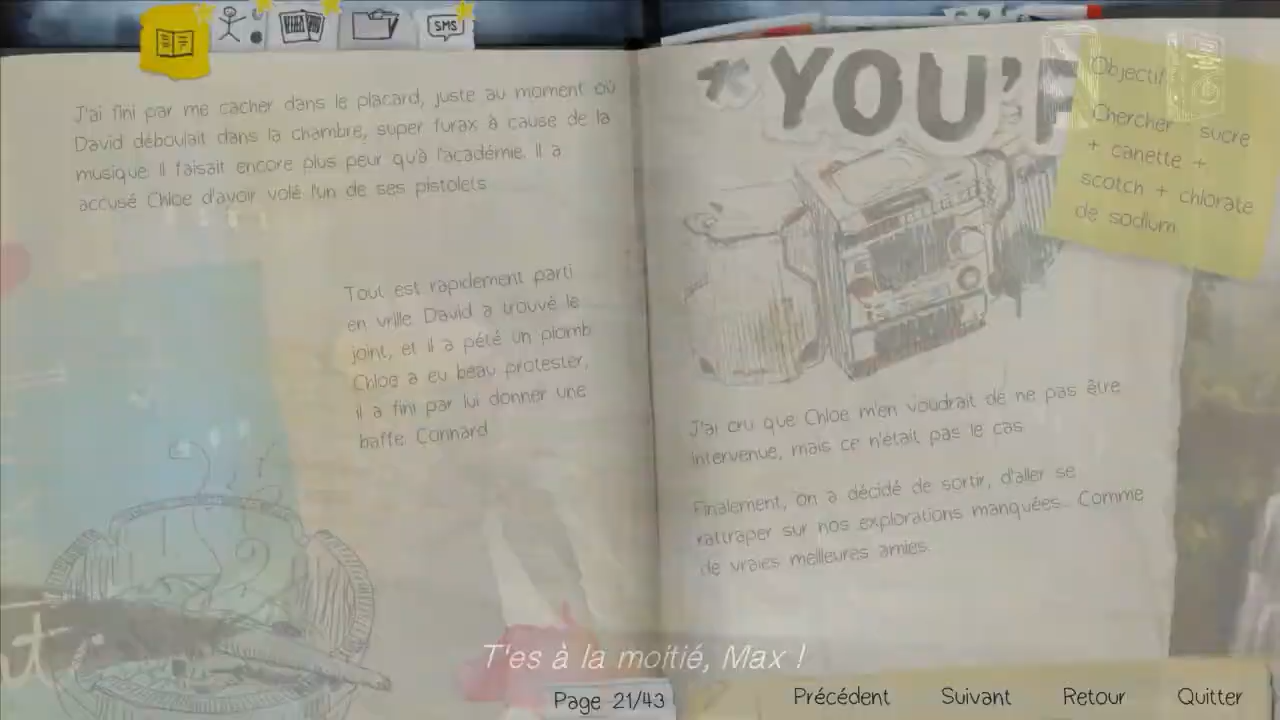 SMS
J'ai fini par me cacher dans le placard, juste au moment où
David déboulait dans la chambre, super furax à cause de la
musique. Il faisait encore plus peur qu'à l'académie. Il a
accusé Chloe d'avoir volé l'un de ses pistolets.
Tout est rapidement parti
en vrille. David a trouvé le
joint, et il a pété un plomb.
Chloe a eu beau protester,
il a fini par lui donner une
baffe. Connard.
YOU'
Objectif
Chercher : sucre
+ canette +
scotch + chlorate
de sodium.
J'ai cru que Chloe m'en voudrait de ne pas être
intervenue, mais ce n'était pas le cas.
Finalement, on a décidé de sortir, d'aller se
rattraper sur nos explorations manquées... Comme
de vraies meilleures amies.
T'es à la moitié, Max !
Page 21/43
Précédent
Suivant
Retour
Quitter